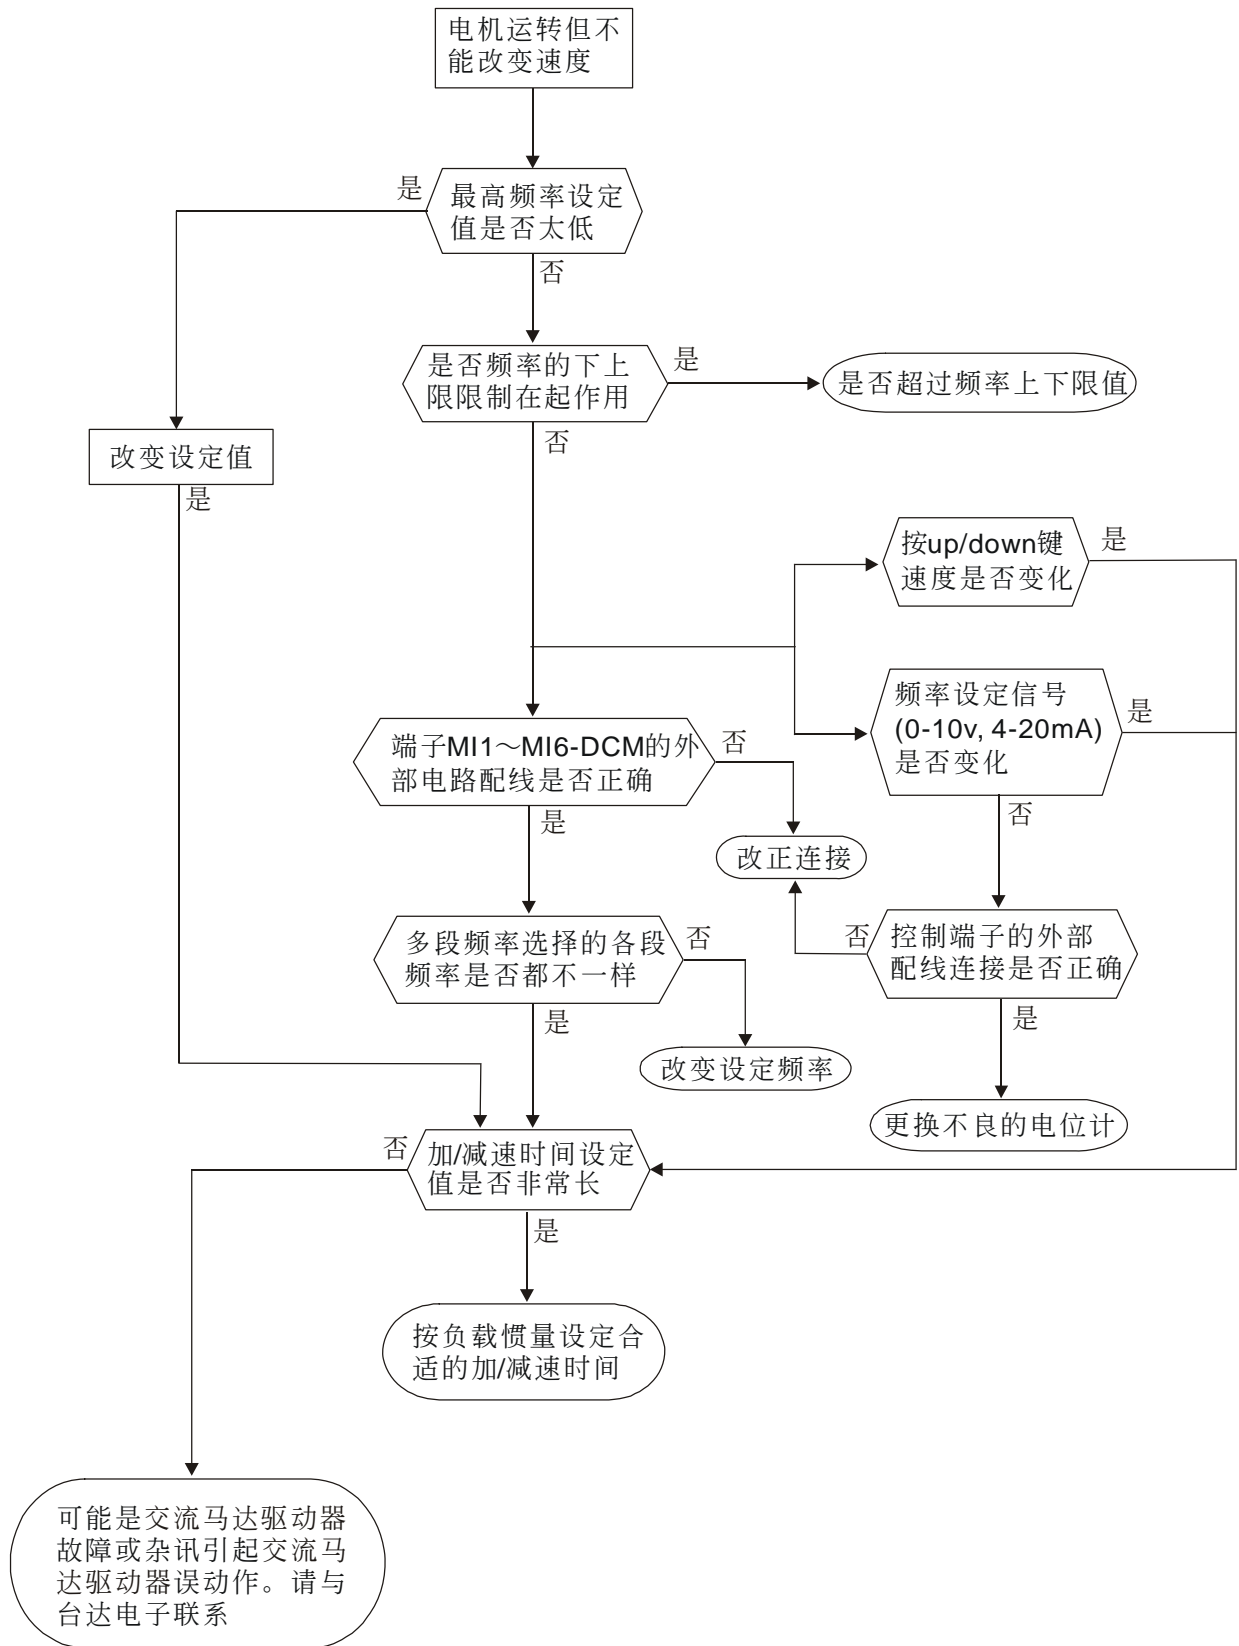 电机运转但不
能改变速度
是
最高频率设定
值是否太低
否
是否频率的下上
限限制在起作用
是
是否超过频率上下限值
否
改变设定值
是
按up/down键
速度是否变化
是
频率设定信号
(0-10v, 4-20mA)
是否变化
是
端子MI1～MI6-DCM的外
部电路配线是否正确
否
是
否
改正连接
多段频率选择的各段
频率是否都不一样
否
否
控制端子的外部
配线连接是否正确
是
是
改变设定频率
更换不良的电位计
否
加/减速时间设定
值是否非常长
是
按负载惯量设定合
适的加/减速时间
可能是交流马达驱动器
故障或杂讯引起交流马
达驱动器误动作。请与
台达电子联系